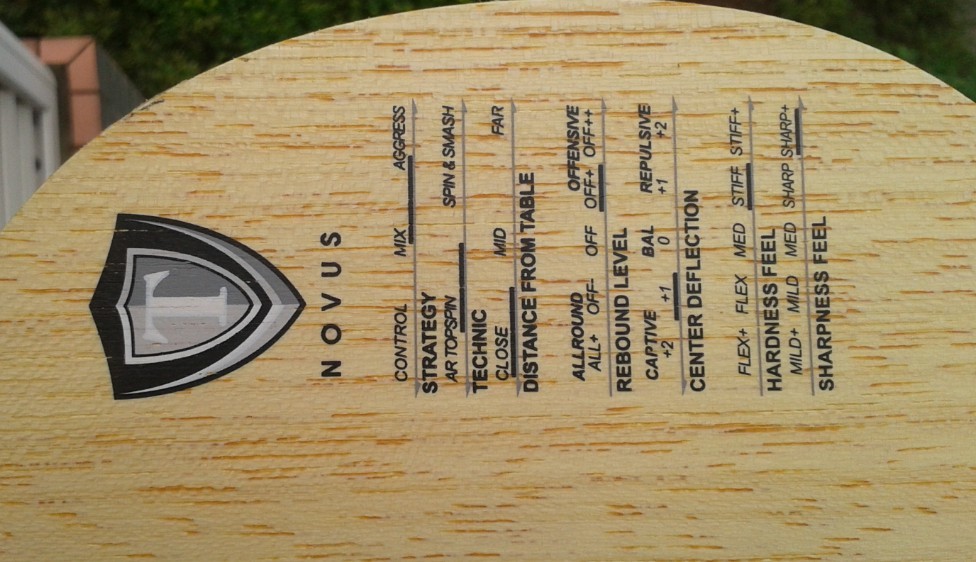 T
NOVUS
CONTROL MIX AGGRESS
STRATEGY
AR TOPSPIN SPIN & SMASH
TECHNIC
CLOSE MID FAR
DISTANCE FROM TABLE
ALLROUND OFFENSIVE
ALL+ OFF- OFF OFF+ OFF++
REBOUND LEVEL
CAPTIVE BAL REPULSIVE
+2 +1 0 +1 +2
CENTER DEFLECTION
FLEX+ FLEX MED STIFF STIFF+
HARDNESS FEEL
MILD+ MILD MED SHARP SHARP+
SHARPNESS FEEL